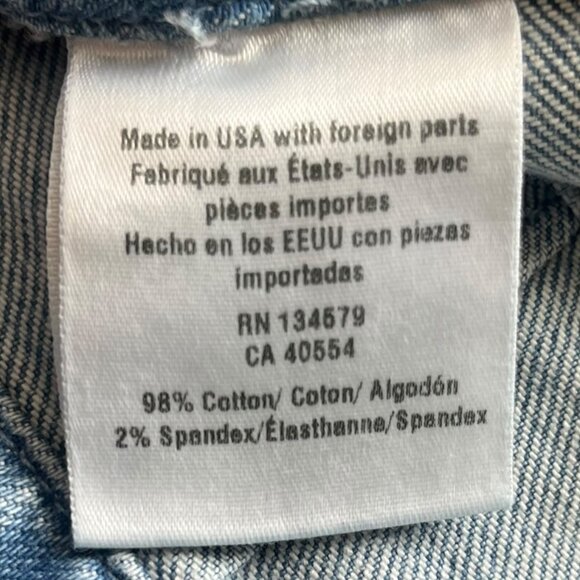 Made in USA with foreign parts
Fabriqué aux États-Unis avec
pièces importes
Hecho en los EEUU con piezas
importadas
RN 134579
CA 40554
98% Cotton/ Coton/ Algodón
2% Spandex/Élasthanne/Spandex